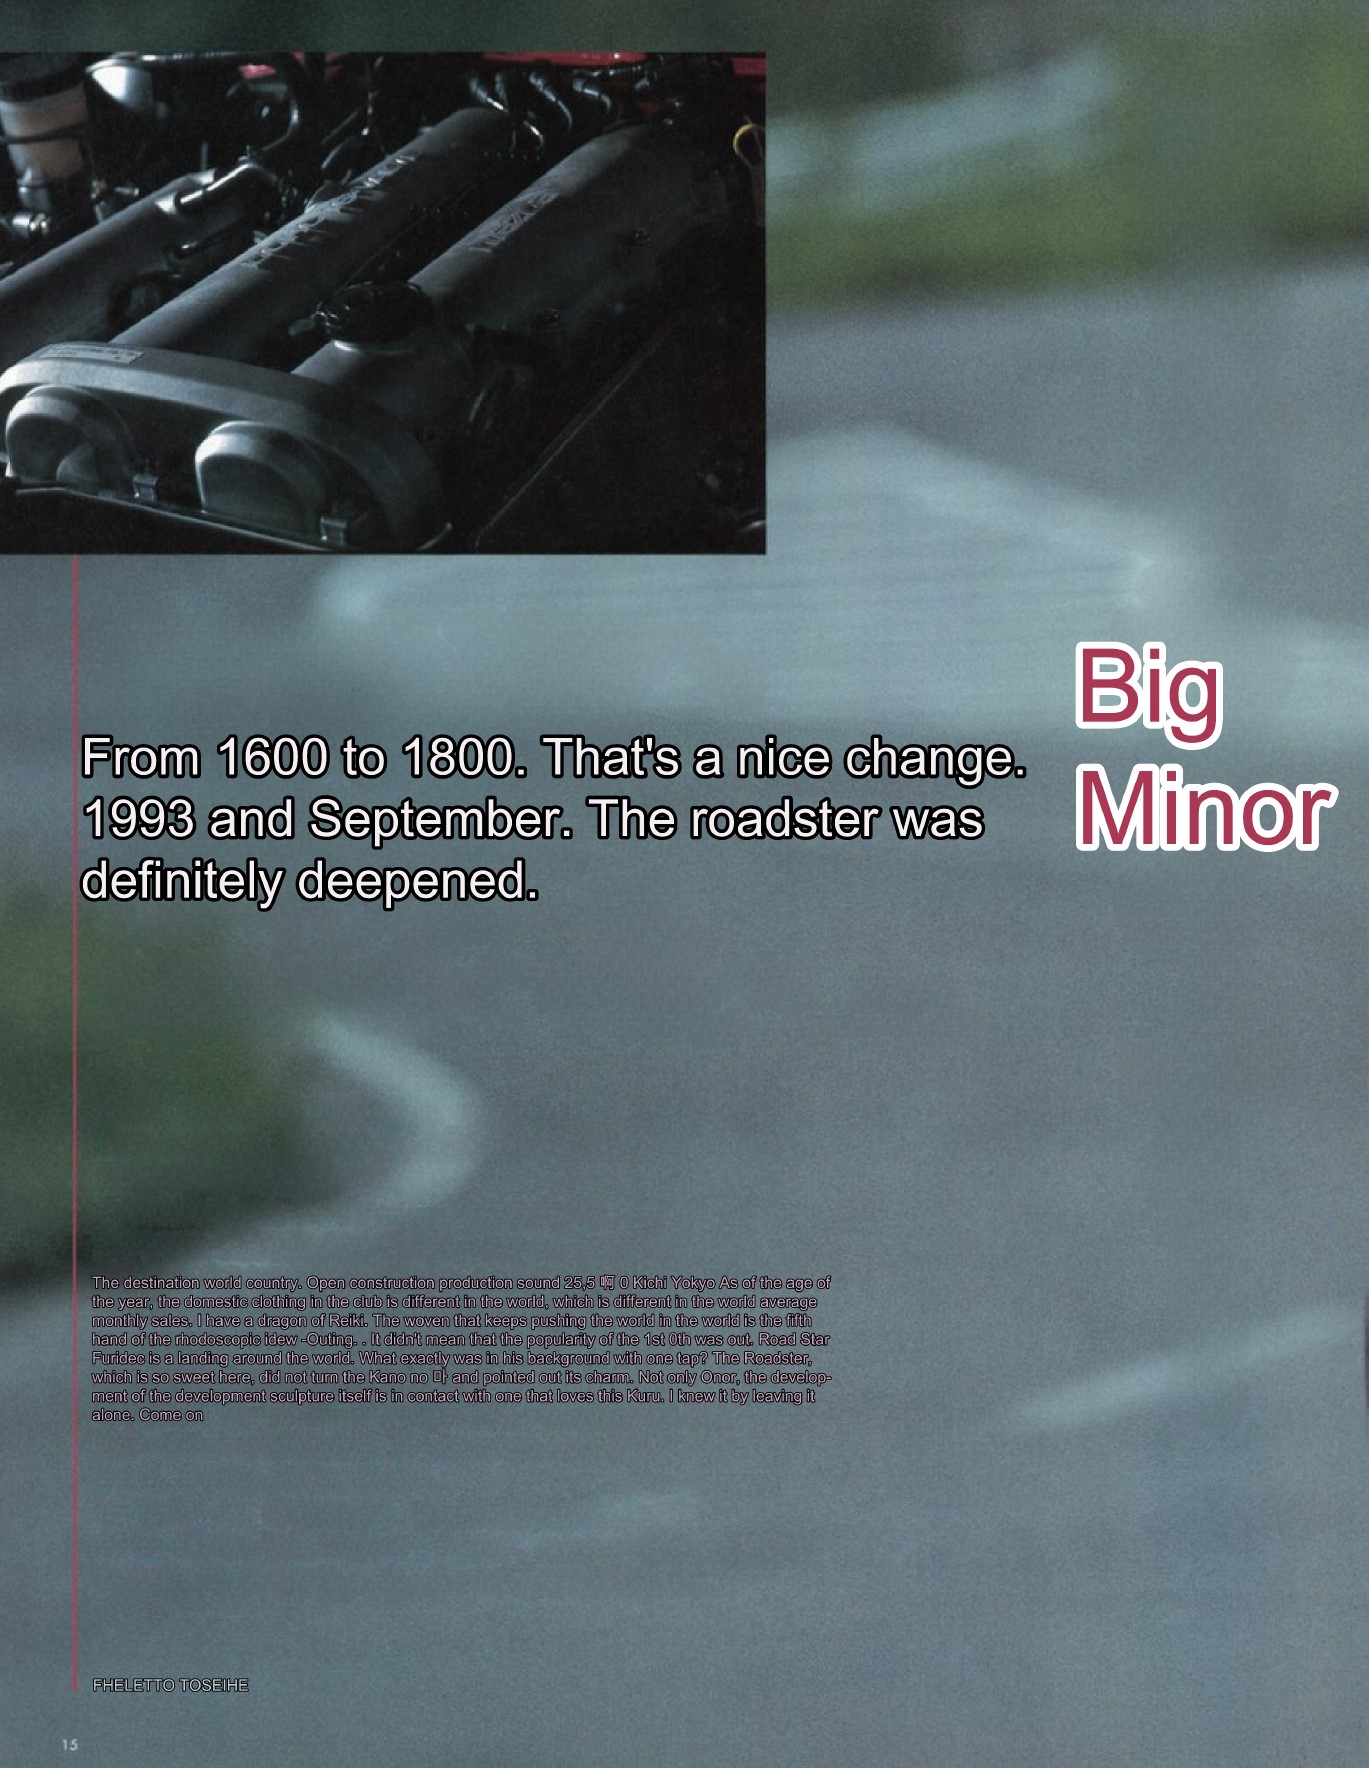 MAZDA
Big
Minor
From 1600 to 1800. That's a nice change.
1993 and September. The roadster was
definitely deepened.
The destination world country. Open construction production sound 25,5 啊 0 Kichi Yokyo As of the age of
the year, the domestic clothing in the club is different in the world, which is different in the world average
monthly sales. I have a dragon of Reiki. The woven that keeps pushing the world in the world is the fifth
hand of the rhodoscopic idew -Outing. . It didn't mean that the popularity of the 1st 0th was out. Road Star
Furidec is a landing around the world. What exactly was in his background with one tap? The Roadster,
which is so sweet here, did not turn the Kano no 마 and pointed out its charm. Not only Onor, the develop-
ment of the development sculpture itself is in contact with one that loves this Kuru. I knew it by leaving it
alone. Come on
FHELETTO TOSEIHE
15